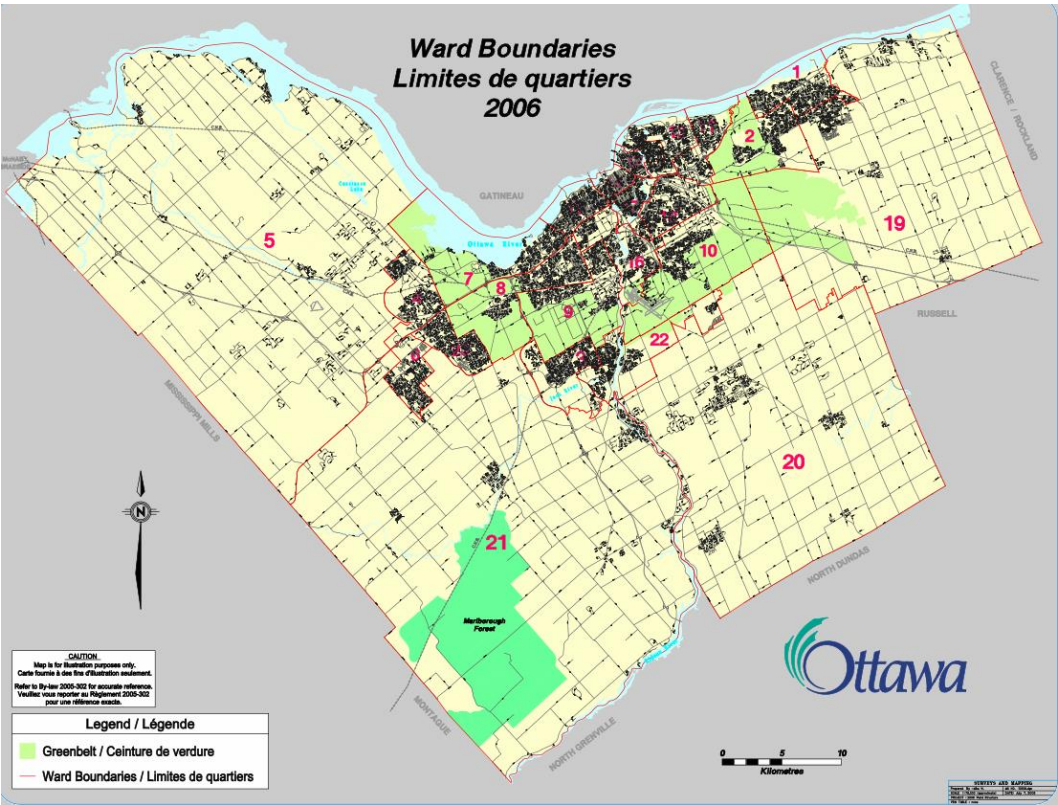 Ward Boundaries
Limites de quartiers
2006
1
2
CLARENCE / ROCKLAND
GATINEAU
19
5
Ottawa River
10
16
7
8
9
22
RUSSELL
MISSISSIPPI MILLS
20
N
21
Marlborough
Forest
NORTH DUNDAS
MONTAGUE
NORTH GRENVILLE
Ottawa
CAUTION
Map is for illustration purposes only.
Carte fournie à des fins d'illustration seulement.
Refer to By-law 2005-302 for accurate reference.
Veuillez vous reporter au Règlement 2005-302
pour une référence exacte.
Legend / Légende
Greenbelt / Ceinture de verdure
Ward Boundaries / Limites de quartiers
0 5 10
Kilometres
SURVEYS AND MAPPING